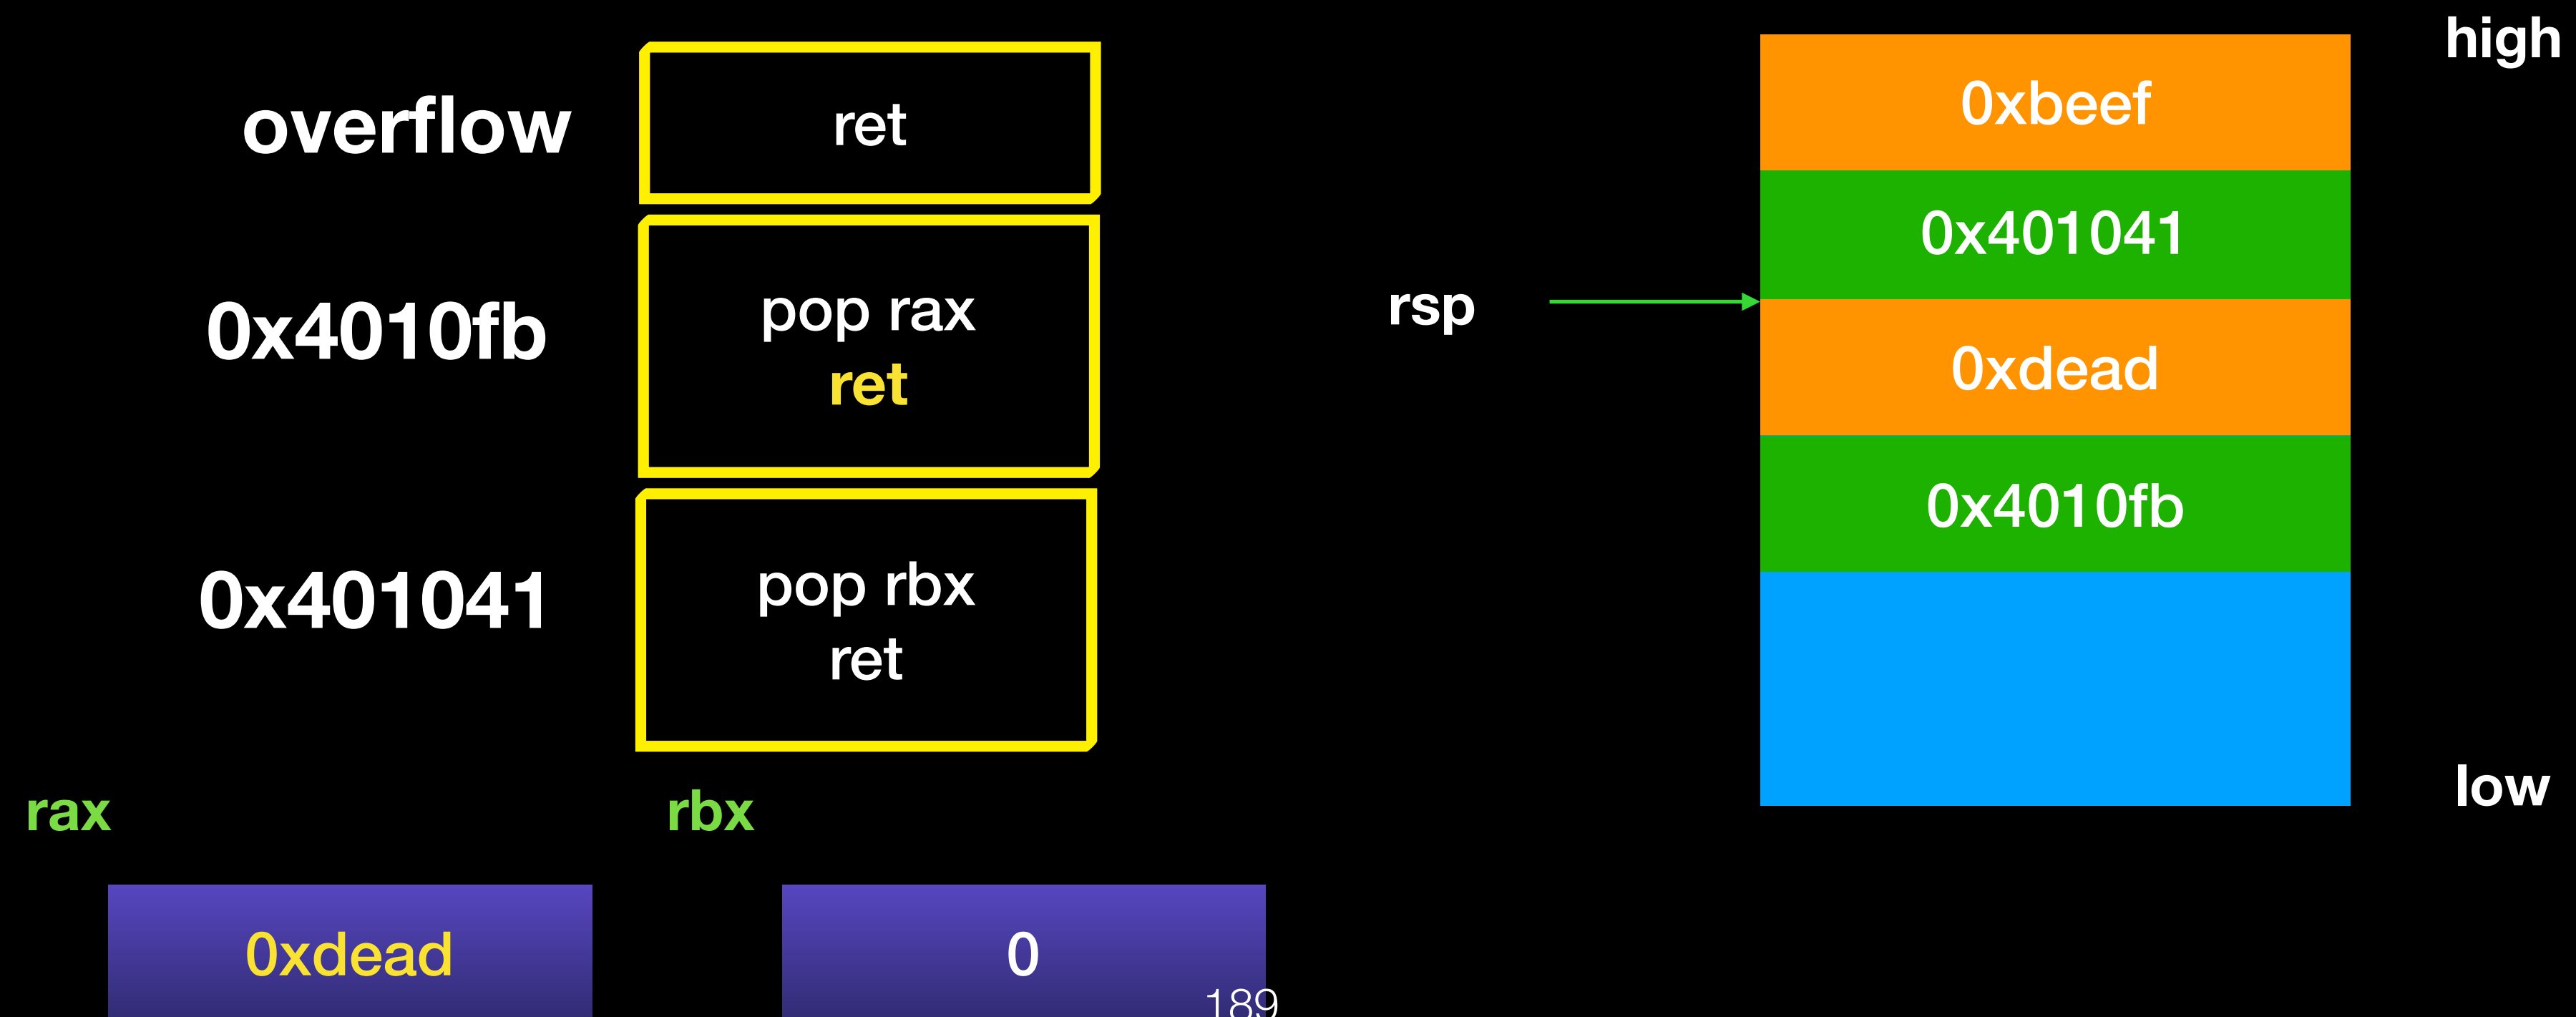 overflow
ret
0x4010fb
pop rax
ret
0x401041
pop rbx
ret
rax
0xdead
rbx
0
rsp
0xbeef
0x401041
0xdead
0x4010fb
high
low
189